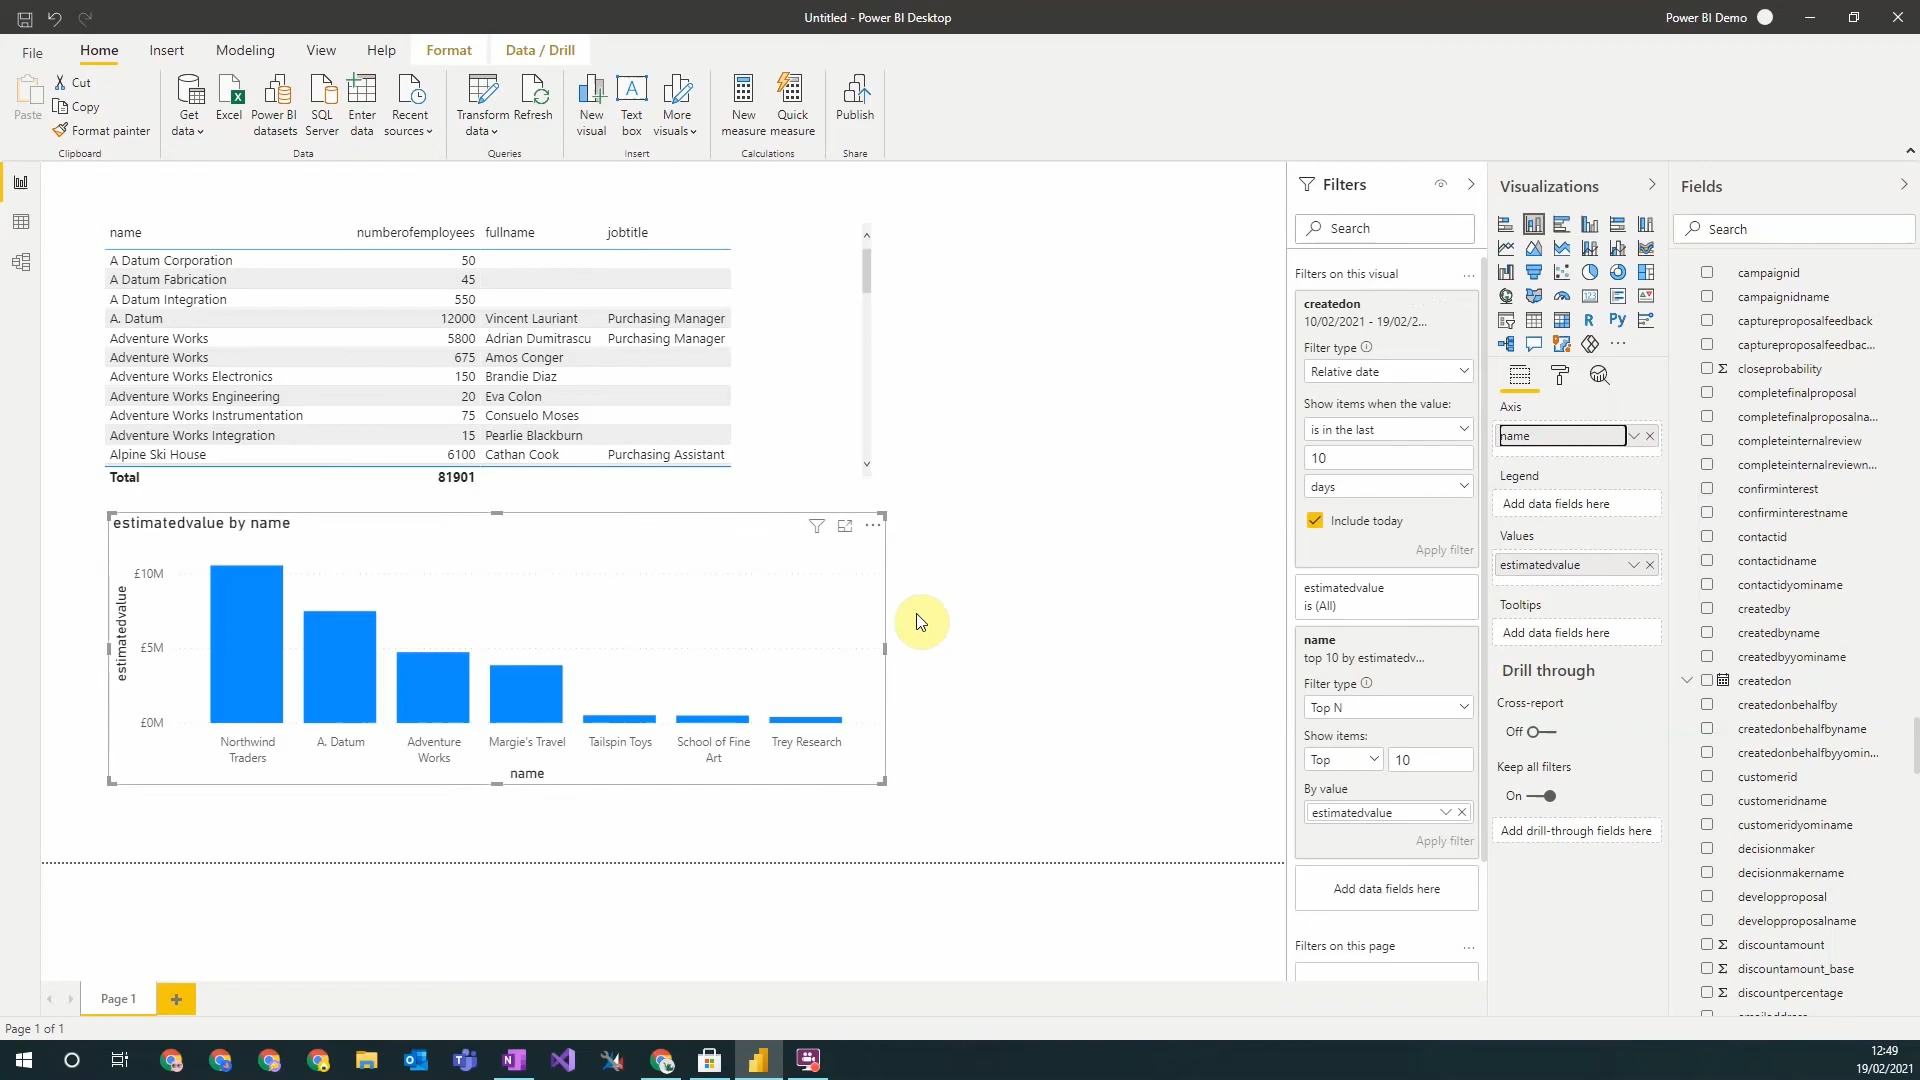 Untitled - Power BI Desktop
Power BI Demo
File Home Insert Modeling View Help Format Data / Drill
Paste
Cut
Copy
Format painter
Clipboard
Get data
Excel
Power BI datasets
SQL Server
Enter data
Recent sources
Data
Transform data
Refresh
Queries
New visual
Text box
More visuals
Insert
New measure
Quick measure
Calculations
Publish
Share
name numberofemployees fullname jobtitle
A Datum Corporation 50
A Datum Fabrication 45
A Datum Integration 550
A. Datum 12000 Vincent Lauriant Purchasing Manager
Adventure Works 5800 Adrian Dumitrascu Purchasing Manager
Adventure Works 675 Amos Conger
Adventure Works Electronics 150 Brandie Diaz
Adventure Works Engineering 20 Eva Colon
Adventure Works Instrumentation 75 Consuelo Moses
Adventure Works Integration 15 Pearlie Blackburn
Alpine Ski House 6100 Cathan Cook Purchasing Assistant
Total 81901
estimatedvalue by name
estimatedvalue
£10M
£5M
£0M
Northwind Traders
A. Datum
Adventure Works
Margie's Travel
Tailspin Toys
School of Fine Art
Trey Research
name
Filters
Search
Filters on this visual ...
createdon
10/02/2021 - 19/02/2...
Filter type
Relative date
Show items when the value:
is in the last
10
days
Include today
Apply filter
estimatedvalue
is (All)
name
top 10 by estimatedv...
Filter type
Top N
Show items:
Top 10
By value
estimatedvalue
Apply filter
Add data fields here
Filters on this page ...
Visualizations
R Py
123
...
Axis
name
Legend
Add data fields here
Values
estimatedvalue
Tooltips
Add data fields here
Drill through
Cross-report
Off
Keep all filters
On
Add drill-through fields here
Fields
Search
campaignid
campaignidname
captureproposalfeedback
captureproposalfeedbac...
Σ closeprobability
completefinalproposal
completefinalproposalna...
completeinternalreview
completeinternalreviewn...
confirminterest
confirminterestname
contactid
contactidname
contactidyominame
createdby
createdbyname
createdbyyominame
createdon
createdonbehalfby
createdonbehalfbyname
createdonbehalfbyyomin...
customerid
customeridname
customeridyominame
decisionmaker
decisionmakername
developproposal
developproposalname
Σ discountamount
Σ discountamount_base
Σ discountpercentage
Page 1
+
Page 1 of 1
12:49
19/02/2021